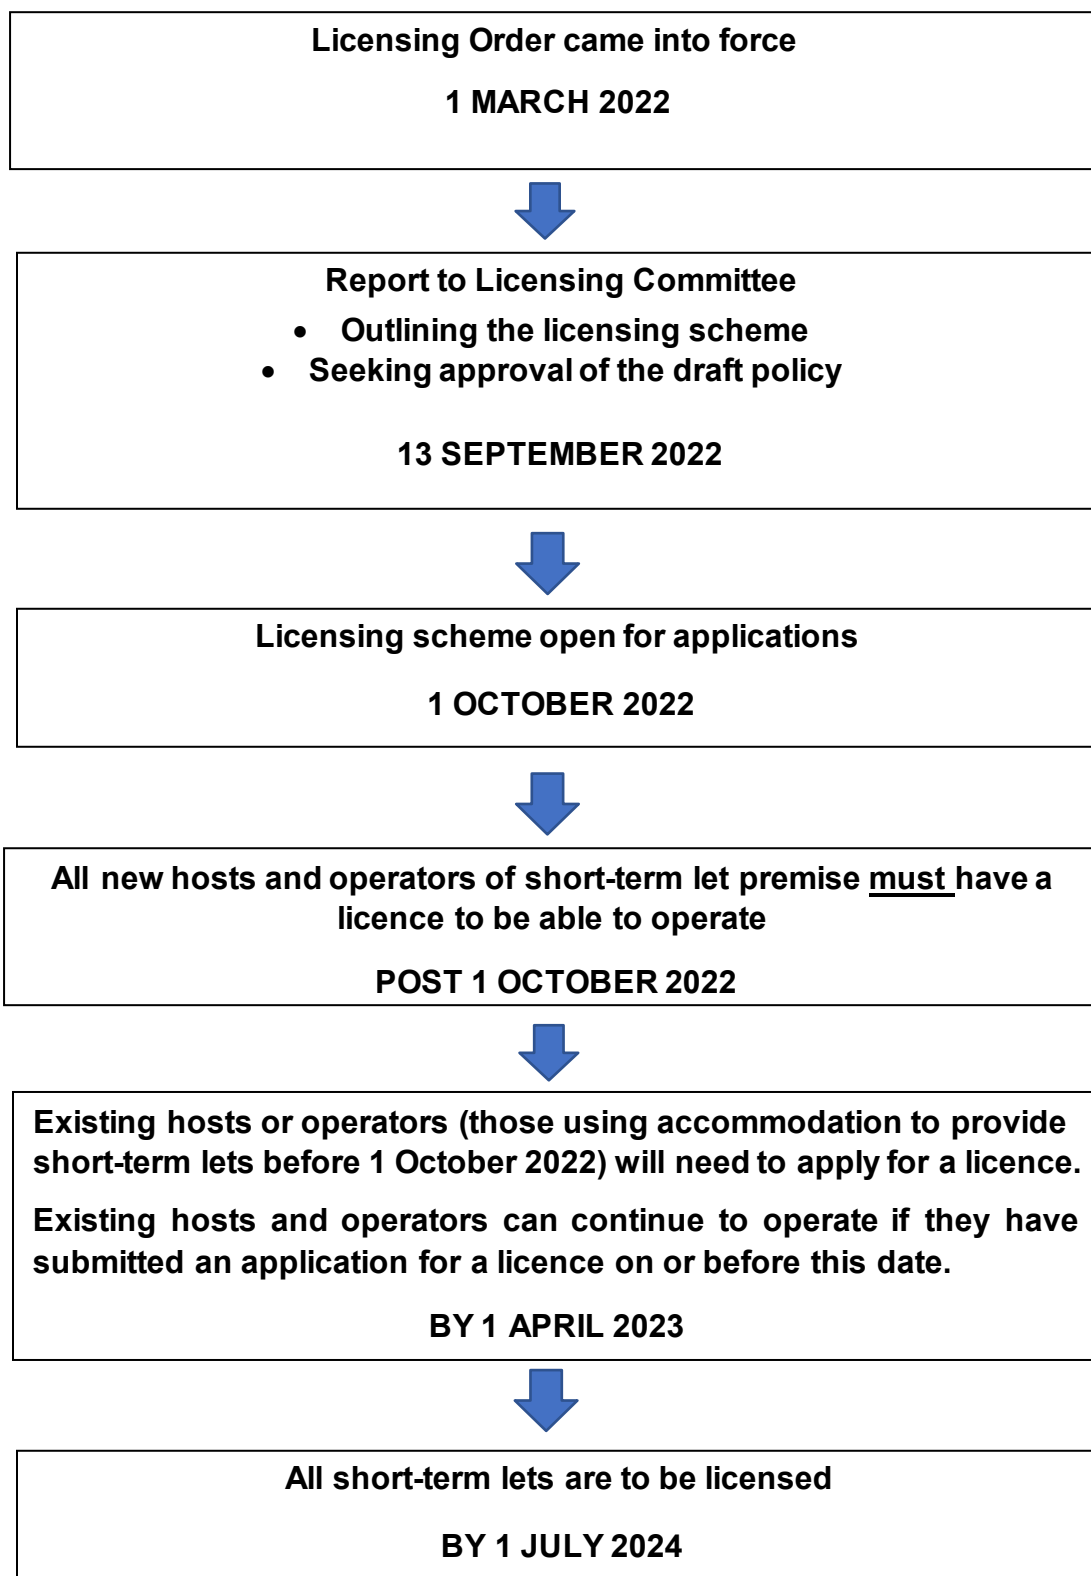 Licensing Order came into force
1 MARCH 2022
Report to Licensing Committee
• Outlining the licensing scheme
• Seeking approval of the draft policy
13 SEPTEMBER 2022
Licensing scheme open for applications
1 OCTOBER 2022
All new hosts and operators of short-term let premise must have a
licence to be able to operate
POST 1 OCTOBER 2022
Existing hosts or operators (those using accommodation to provide
short-term lets before 1 October 2022) will need to apply for a licence.
Existing hosts and operators can continue to operate if they have
submitted an application for a licence on or before this date.
BY 1 APRIL 2023
All short-term lets are to be licensed
BY 1 JULY 2024